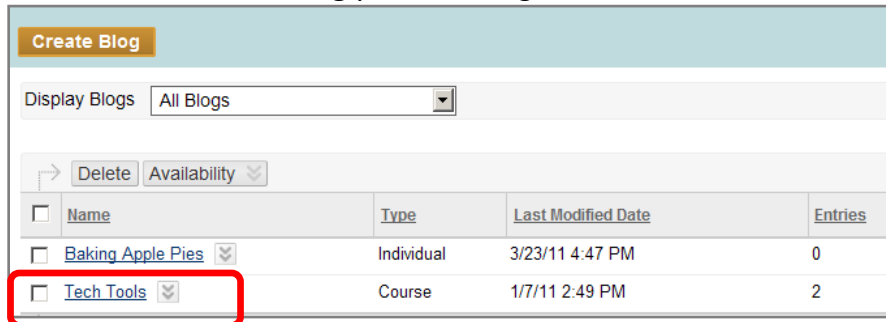 Create Blog
Display Blogs All Blogs
Delete Availability
Name Type Last Modified Date Entries
Baking Apple Pies Individual 3/23/11 4:47 PM 0
Tech Tools Course 1/7/11 2:49 PM 2